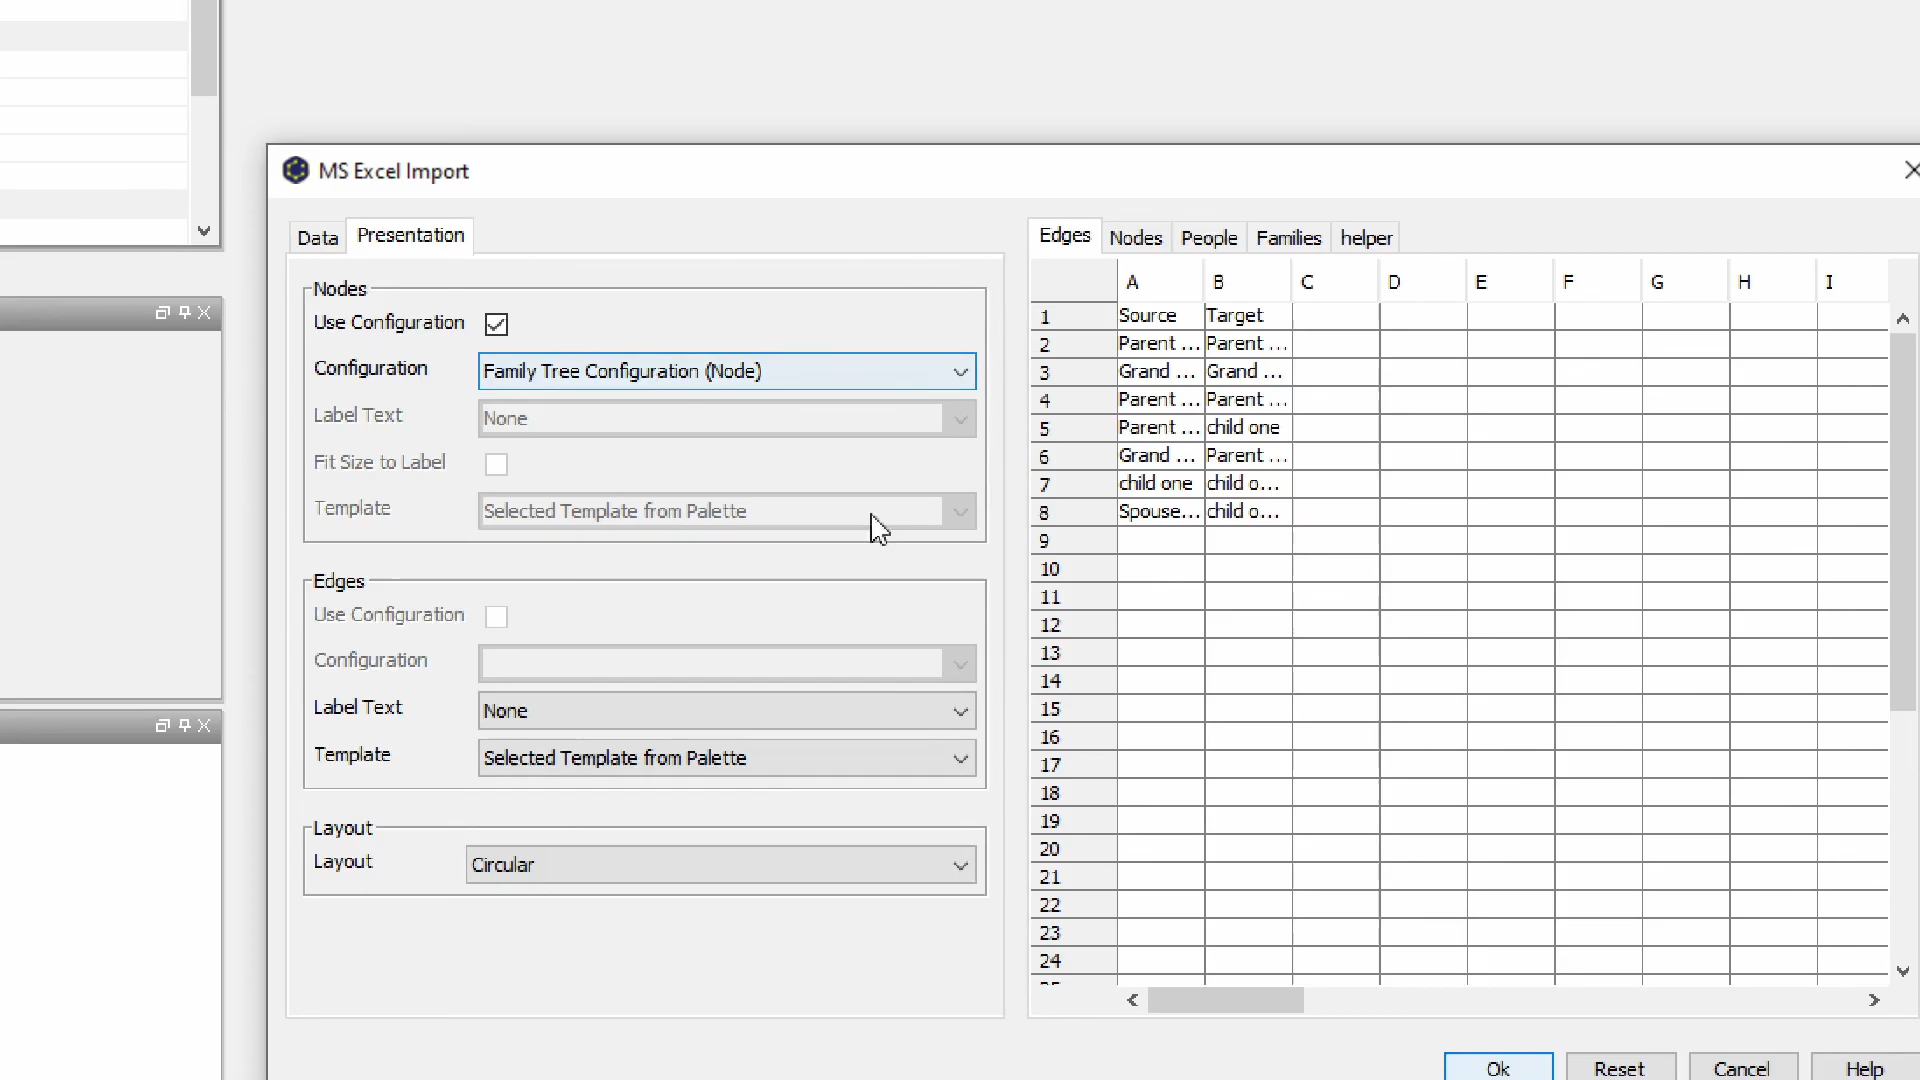 MS Excel Import
Data Presentation
Nodes
Use Configuration
Configuration Family Tree Configuration (Node)
Label Text None
Fit Size to Label
Template Selected Template from Palette
Edges
Use Configuration
Configuration
Label Text None
Template Selected Template from Palette
Layout
Layout Circular
Edges Nodes People Families helper
A B C D E F G H I
1 Source Target
2 Parent ... Parent ...
3 Grand ... Grand ...
4 Parent ... Parent ...
5 Parent ... child one
6 Grand ... Parent ...
7 child one child o...
8 Spouse... child o...
9
10
11
12
13
14
15
16
17
18
19
20
21
22
23
24
Ok Reset Cancel Help